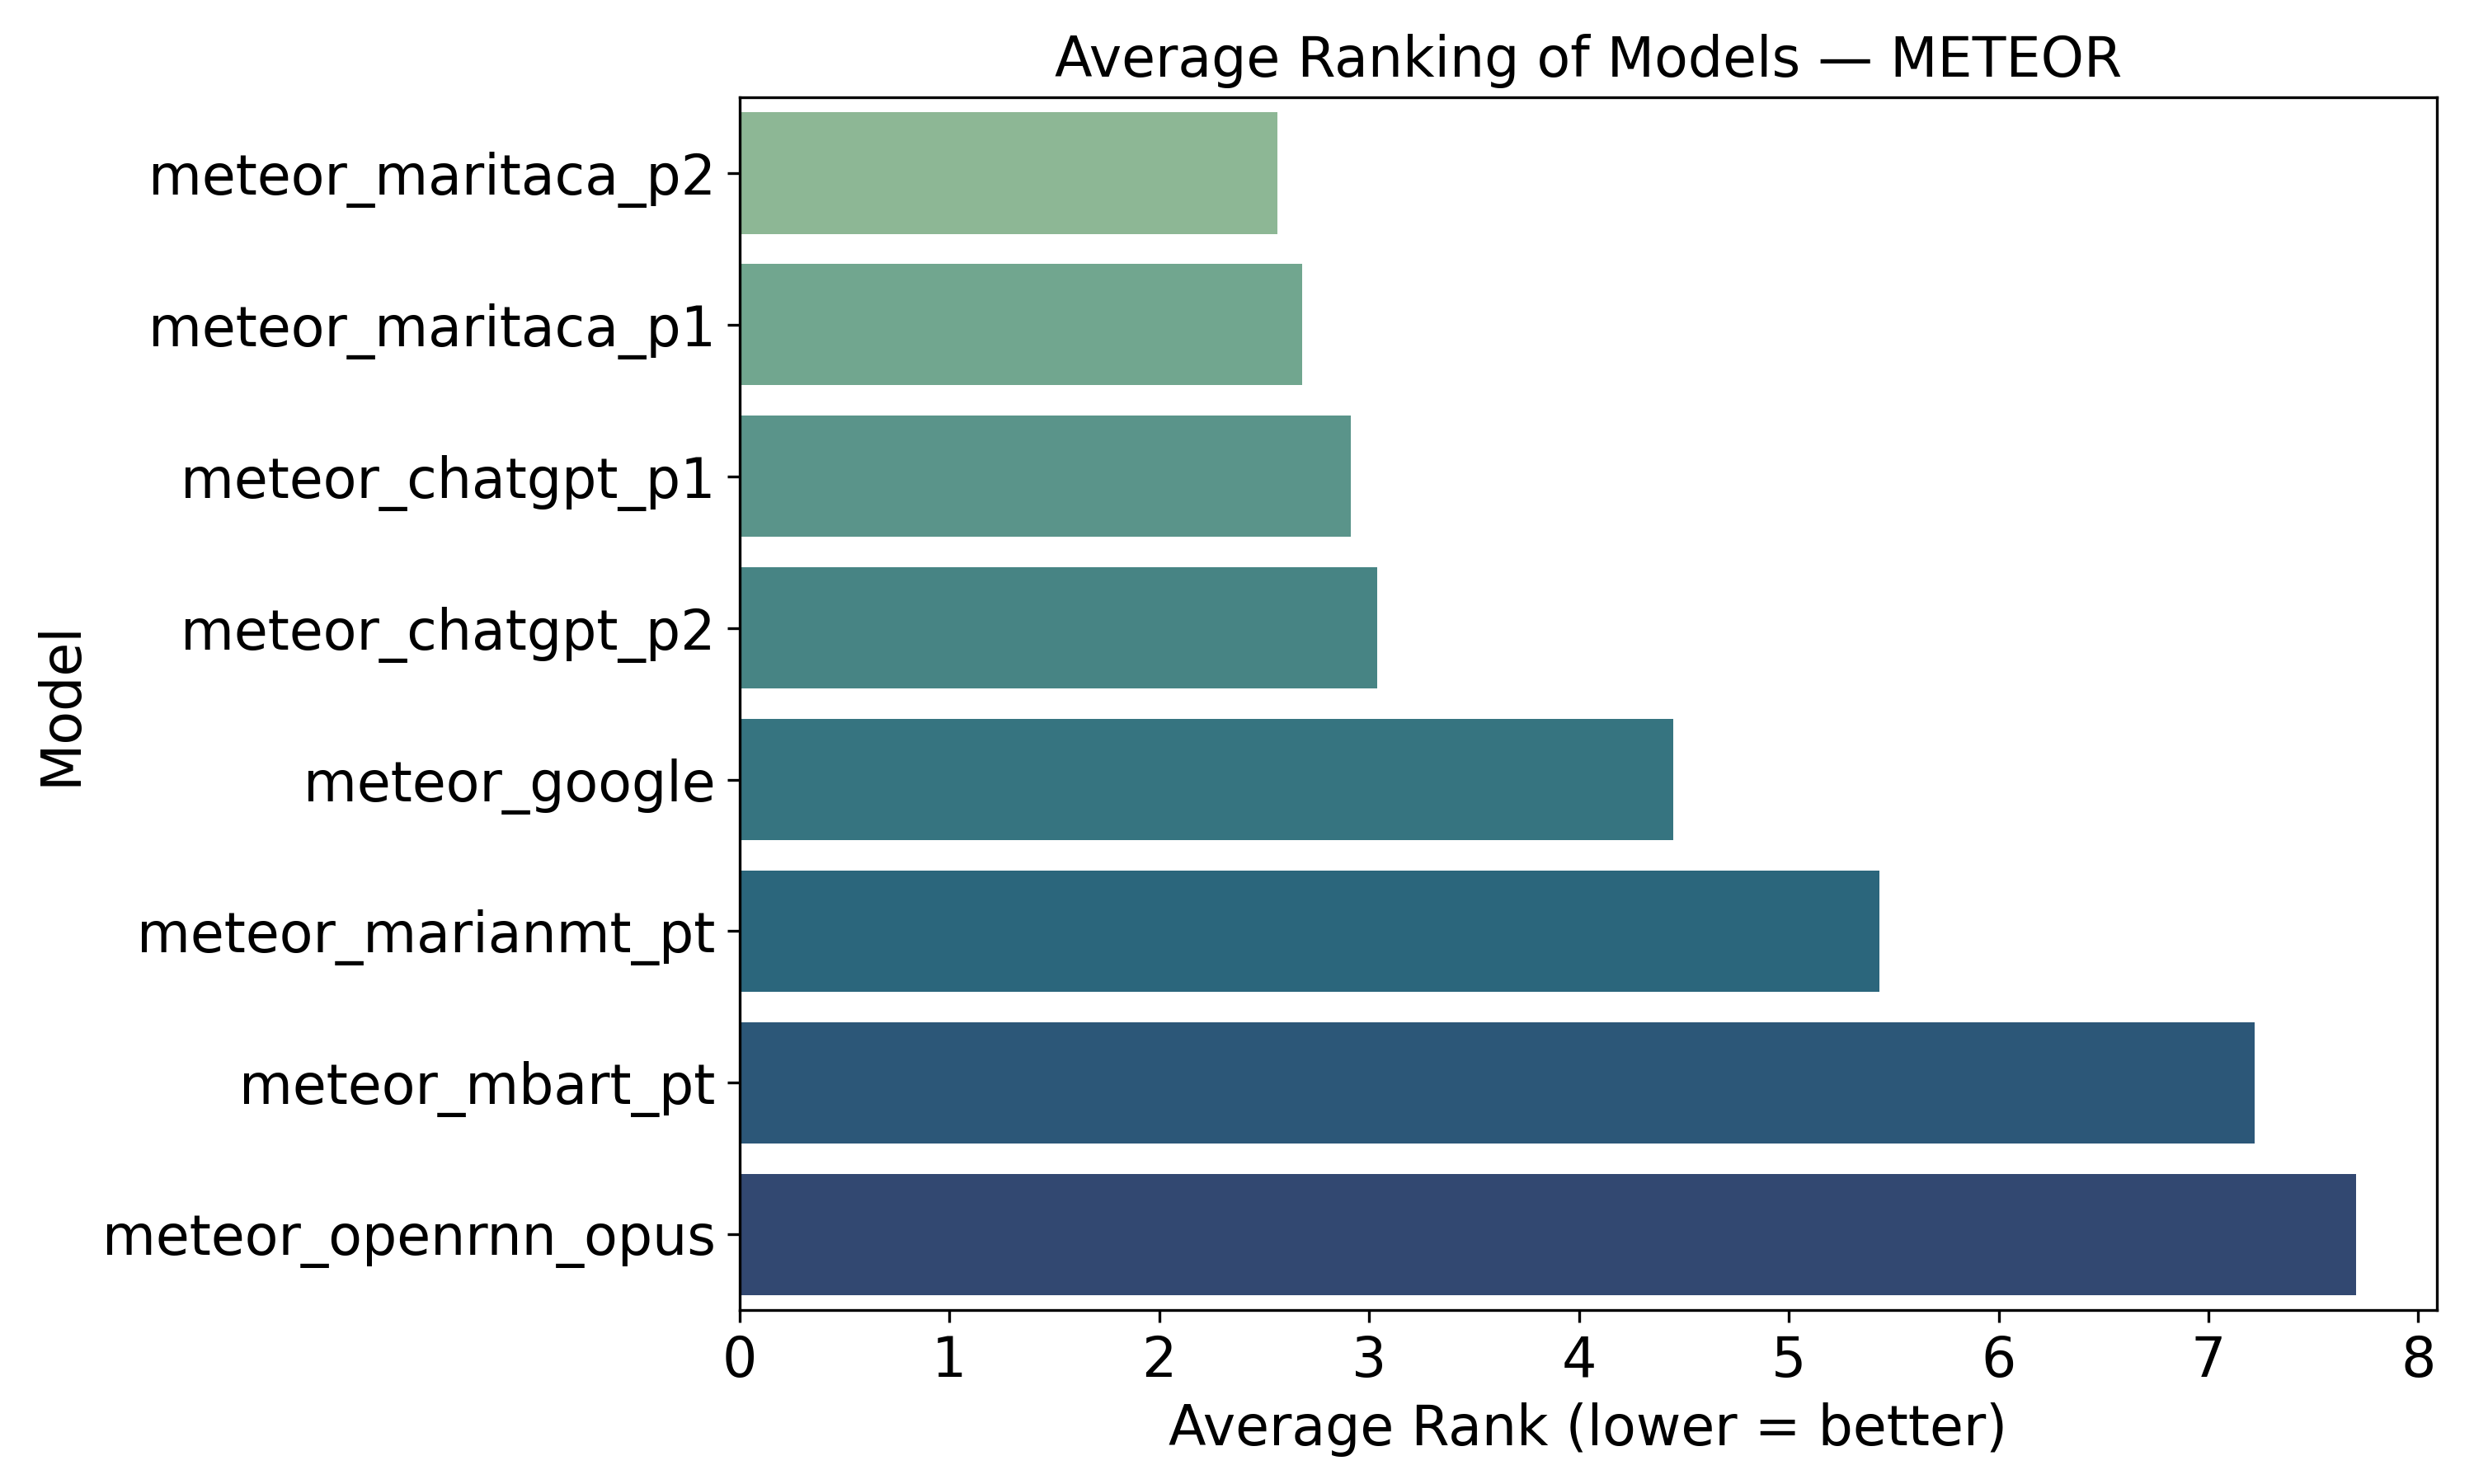 Average Ranking of Models — METEOR
meteor_maritaca_p2
meteor_maritaca_p1
meteor_chatgpt_p1
meteor_chatgpt_p2
meteor_google
meteor_marianmt_pt
meteor_mbart_pt
meteor_openrnn_opus
Model
0 1 2 3 4 5 6 7 8
Average Rank (lower = better)